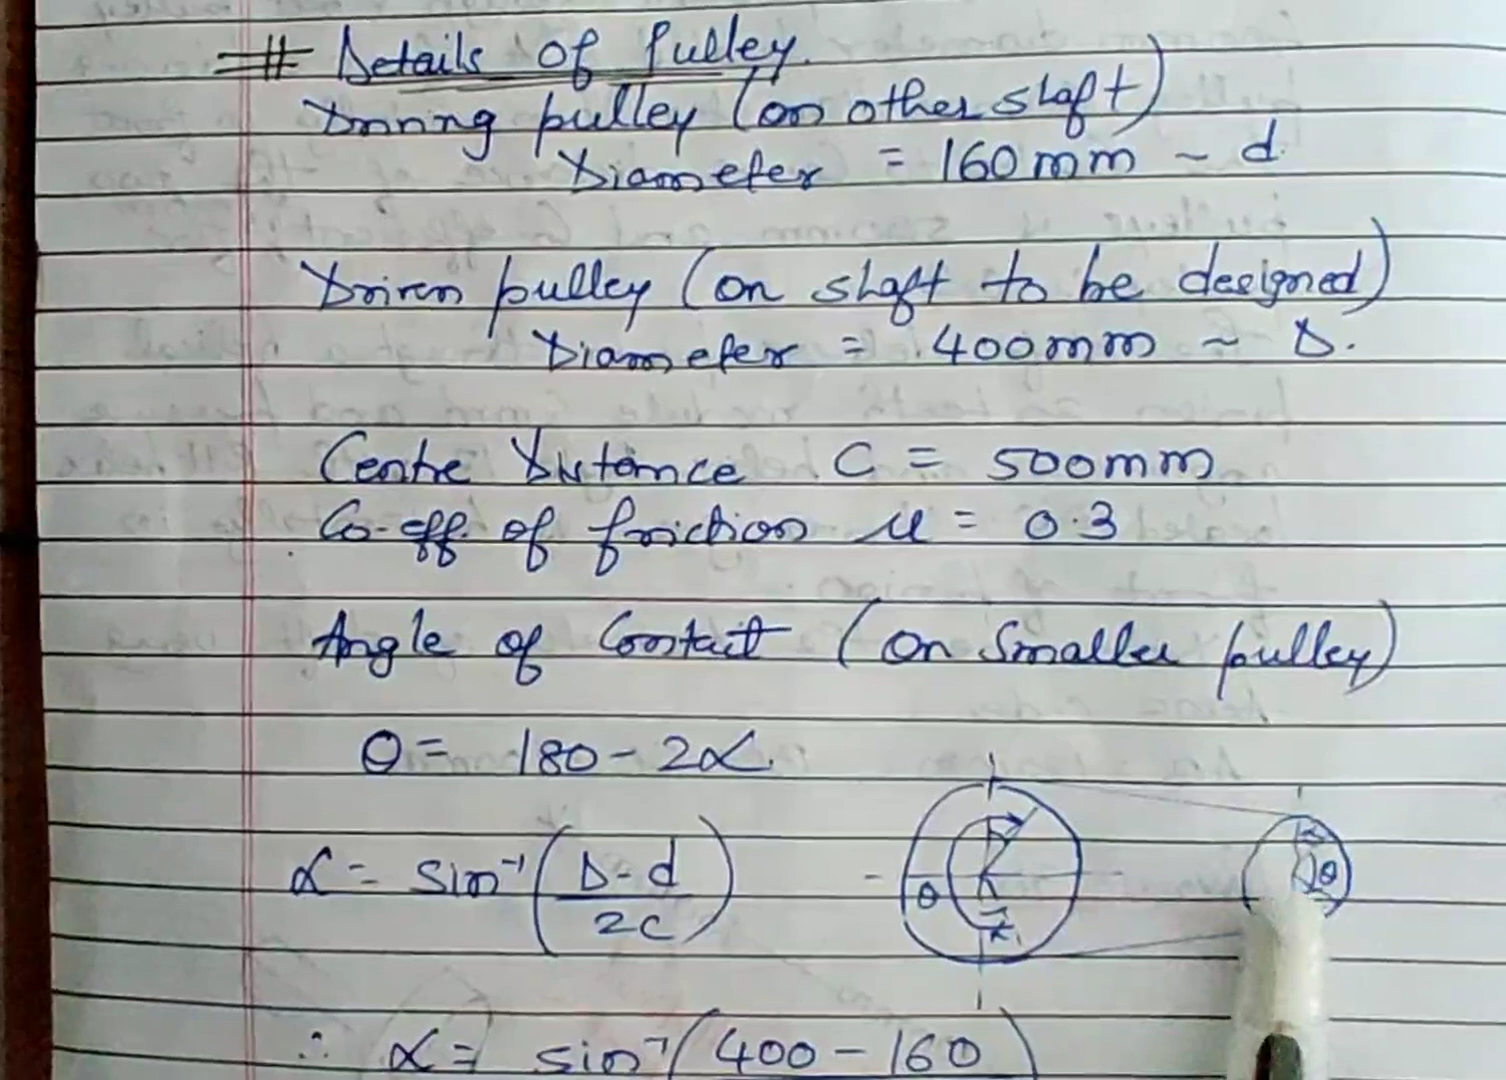 # Details of Pulley.
Driving pulley (on other shaft)
Diameter = 160mm ~ d.
Driven pulley (on shaft to be designed)
Diameter = 400mm ~ D.
Centre Distance C = 500mm
Co-eff. of friction μ = 0.3
Angle of Contact (on Smaller pulley)
θ = 180 - 2α.
α = sin⁻¹(D-d / 2C)
θ
θ
∴ α = sin⁻¹(400 - 160)